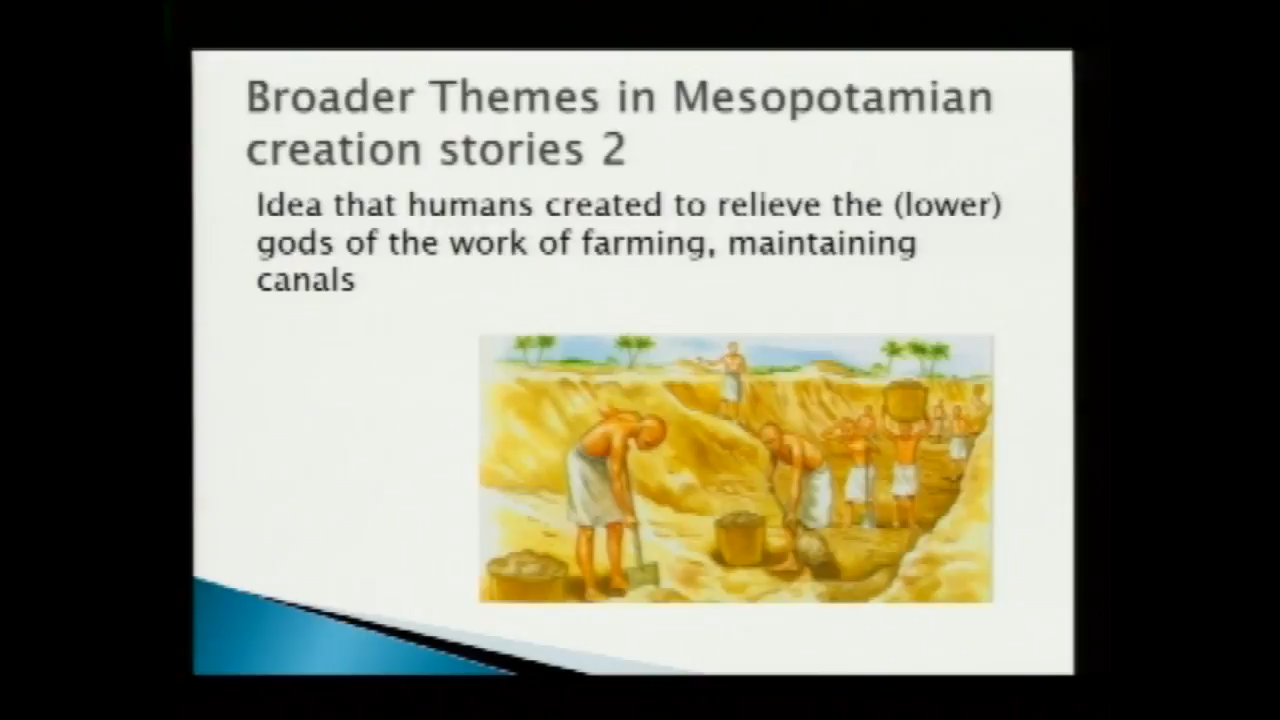 Broader Themes in Mesopotamian
creation stories 2
Idea that humans created to relieve the (lower)
gods of the work of farming, maintaining
canals